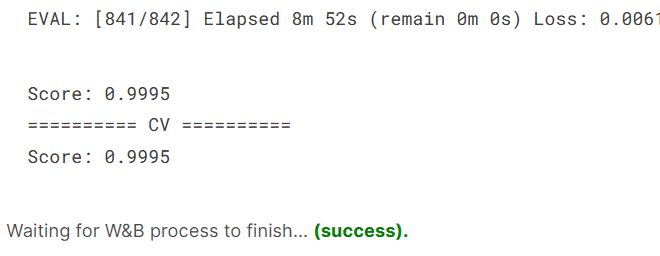 EVAL: [841/842] Elapsed 8m 52s (remain 0m 0s) Loss: 0.0061
Score: 0.9995
========== CV ==========
Score: 0.9995
Waiting for W&B process to finish... (success).